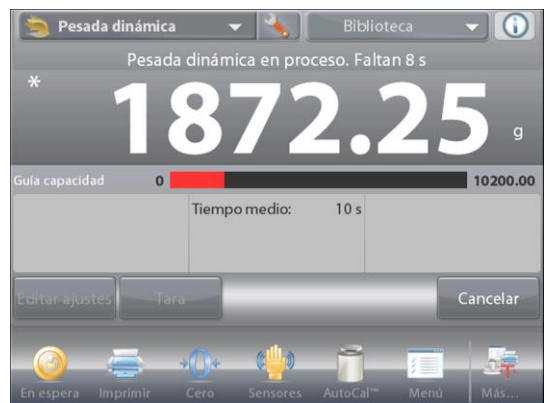 Pesada dinámica
Biblioteca
Pesada dinámica en proceso. Faltan 8 s
* 1872.25 g
Guía capacidad 0 10200.00
Tiempo medio: 10 s
Editar ajustes Tara Cancelar
En espera Imprimir Cero Sensores AutoCal™ Menú Más...